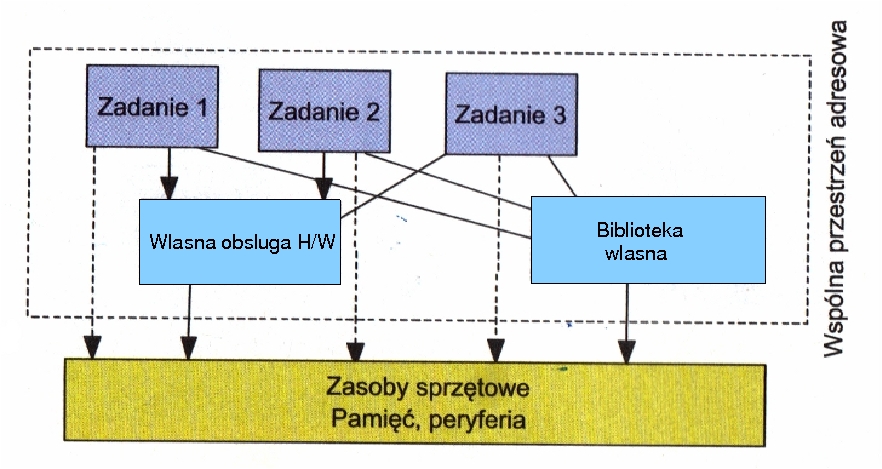 Zadanie 1
Zadanie 2
Zadanie 3
Wlasna obsluga H/W
Biblioteka
wlasna
Wspólna przestrzeń adresowa
Zasoby sprzętowe
Pamięć, peryferia